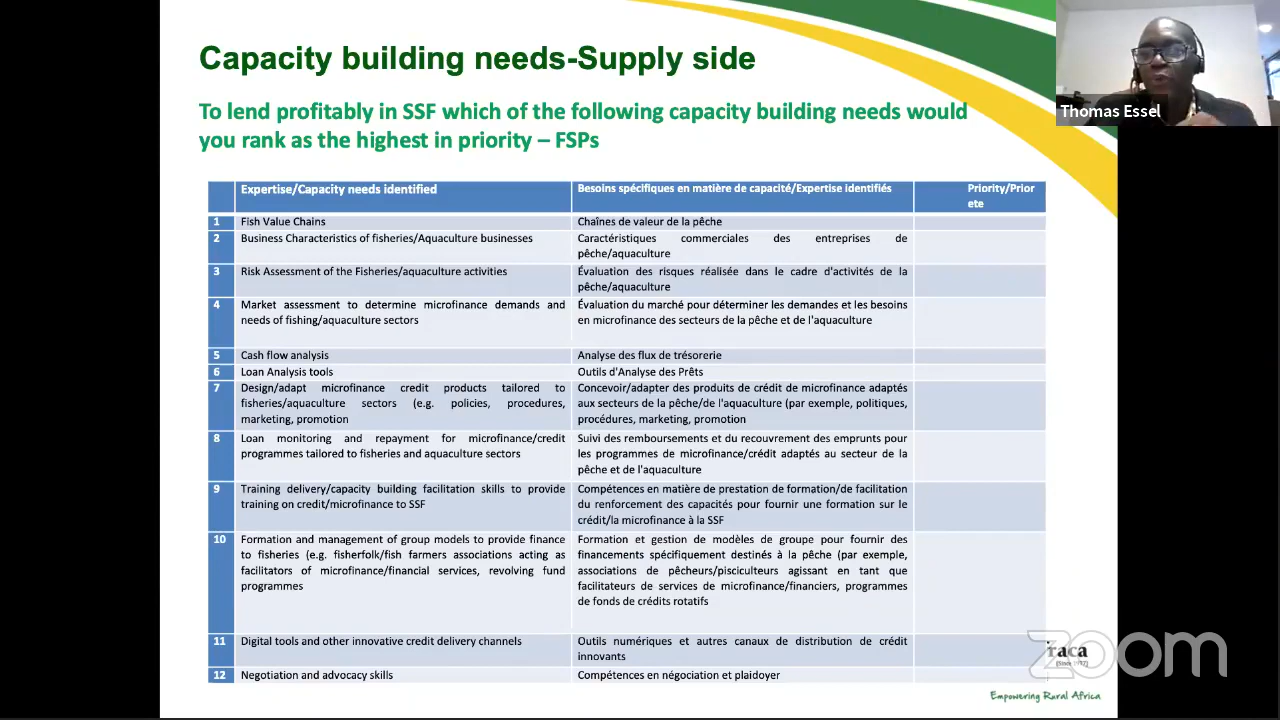 Capacity building needs-Supply side
To lend profitably in SSF which of the following capacity building needs would
you rank as the highest in priority – FSPs
Thomas Essel
Expertise/Capacity needs identified
Besoins spécifiques en matière de capacité/Expertise identifiés
Priority/Prior
ete
1
Fish Value Chains
Chaînes de valeur de la pêche
2
Business Characteristics of fisheries/Aquaculture businesses
Caractéristiques commerciales des entreprises de
pêche/aquaculture
3
Risk Assessment of the Fisheries/aquaculture activities
Évaluation des risques réalisée dans le cadre d'activités de la
pêche/aquaculture
4
Market assessment to determine microfinance demands and
needs of fishing/aquaculture sectors
Évaluation du marché pour déterminer les demandes et les besoins
en microfinance des secteurs de la pêche et de l'aquaculture
5
Cash flow analysis
Analyse des flux de trésorerie
6
Loan Analysis tools
Outils d'Analyse des Prêts
7
Design/adapt microfinance credit products tailored to
fisheries/aquaculture sectors (e.g. policies, procedures,
marketing, promotion
Concevoir/adapter des produits de crédit de microfinance adaptés
aux secteurs de la pêche/de l'aquaculture (par exemple, politiques,
procédures, marketing, promotion
8
Loan monitoring and repayment for microfinance/credit
programmes tailored to fisheries and aquaculture sectors
Suivi des remboursements et du recouvrement des emprunts pour
les programmes de microfinance/crédit adaptés au secteur de la
pêche et de l'aquaculture
9
Training delivery/capacity building facilitation skills to provide
training on credit/microfinance to SSF
Compétences en matière de prestation de formation/de facilitation
du renforcement des capacités pour fournir une formation sur le
crédit/la microfinance à la SSF
10
Formation and management of group models to provide finance
to fisheries (e.g. fisherfolk/fish farmers associations acting as
facilitators of microfinance/financial services, revolving fund
programmes
Formation et gestion de modèles de groupe pour fournir des
financements spécifiquement destinés à la pêche (par exemple,
associations de pêcheurs/pisciculteurs agissant en tant que
facilitateurs de services de microfinance/financiers, programmes
de fonds de crédits rotatifs
11
Digital tools and other innovative credit delivery channels
Outils numériques et autres canaux de distribution de crédit
innovants
12
Negotiation and advocacy skills
Compétences en négociation et plaidoyer
raca
(Since 1977)
zoom
Empowering Rural Africa